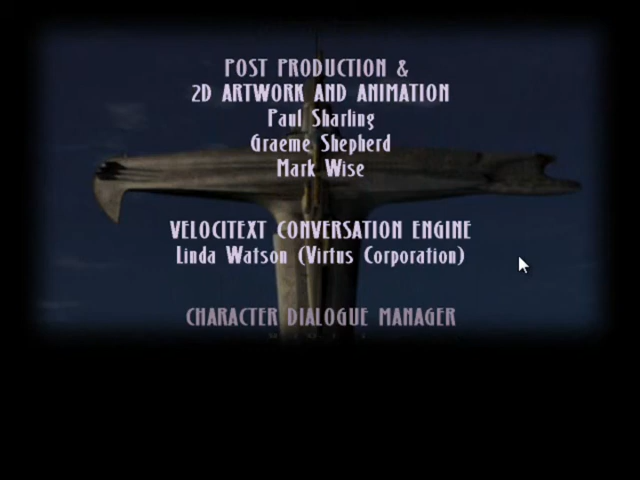 POST PRODUCTION &
2D ARTWORK AND ANIMATION
Paul Sharling
Graeme Shepherd
Mark Wise
VELOCITEXT CONVERSATION ENGINE
Linda Watson (Virtus Corporation)
CHARACTER DIALOGUE MANAGER